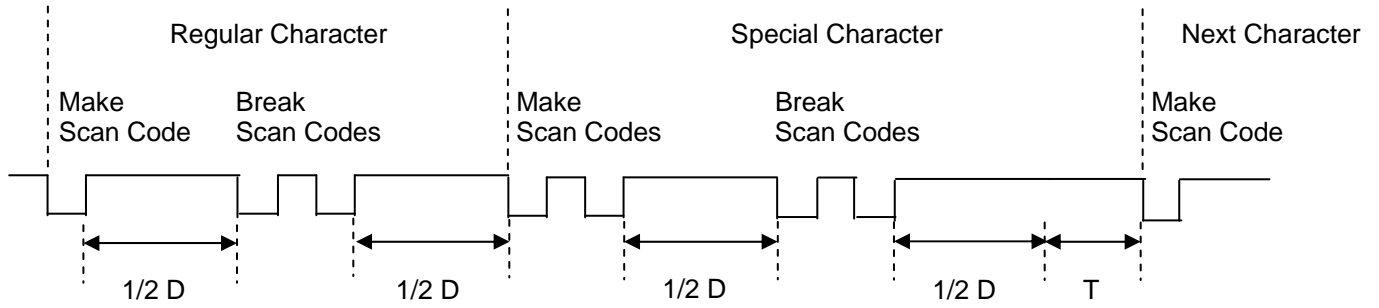 Regular Character
Special Character
Next Character
Make
Scan Code
Break
Scan Codes
Make
Scan Codes
Break
Scan Codes
Make
Scan Code
1/2 D
1/2 D
1/2 D
1/2 D
T